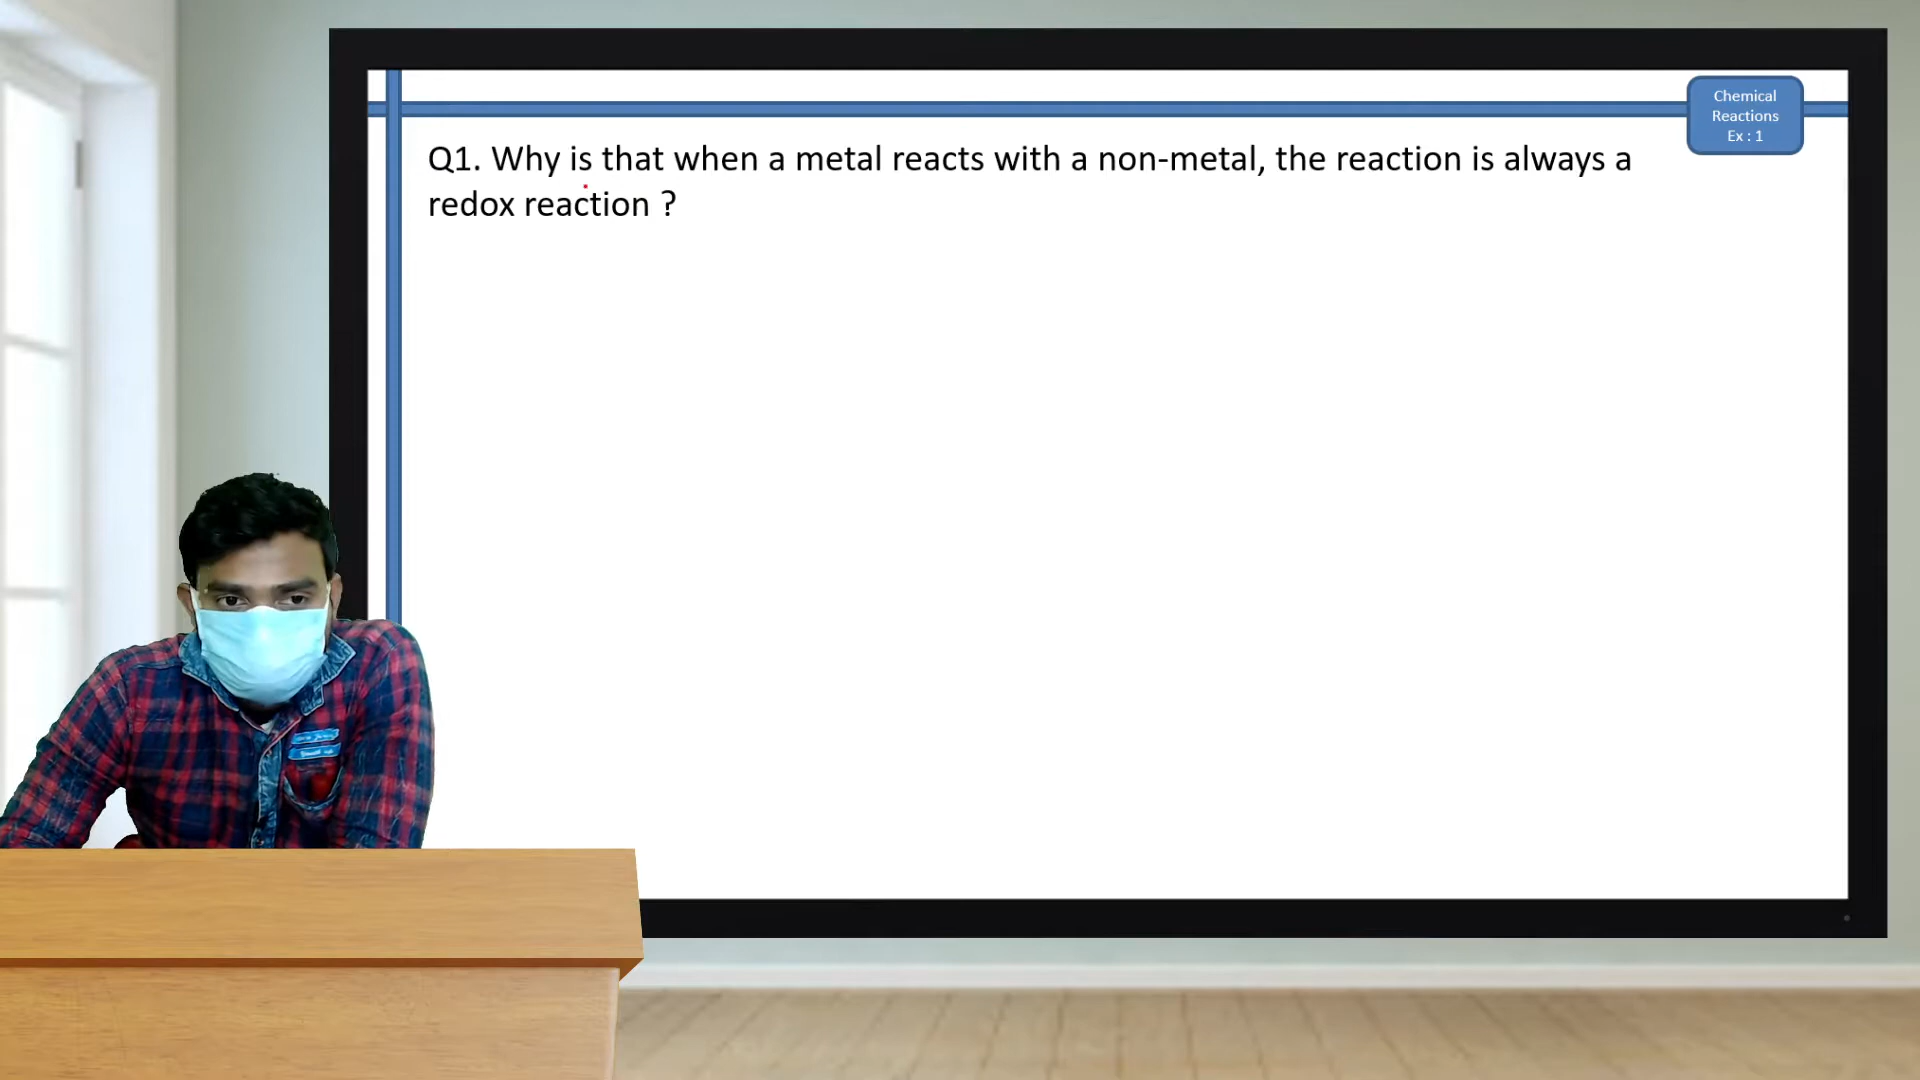 Chemical
Reactions
Ex : 1
Q1. Why is that when a metal reacts with a non-metal, the reaction is always a
redox reaction ?